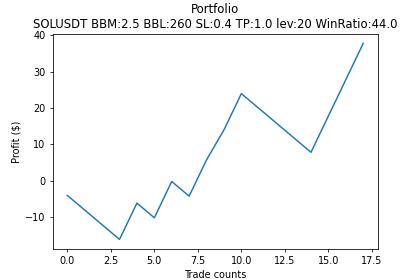 Portfolio
SOLUSDT BBM:2.5 BBL:260 SL:0.4 TP:1.0 lev:20 WinRatio:44.0
40
30
20
10
0
−10
Profit ($)
0.0 2.5 5.0 7.5 10.0 12.5 15.0 17.5
Trade counts